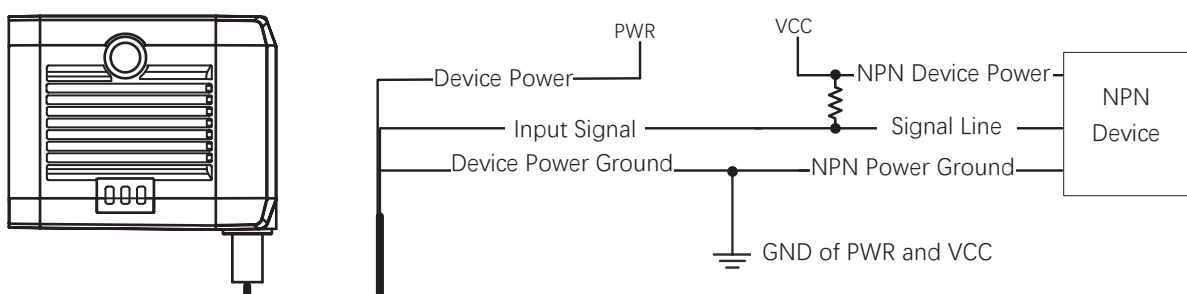 PWR
VCC
Device Power
NPN Device Power
NPN
Device
Input Signal
Signal Line
Device Power Ground
NPN Power Ground
GND of PWR and VCC